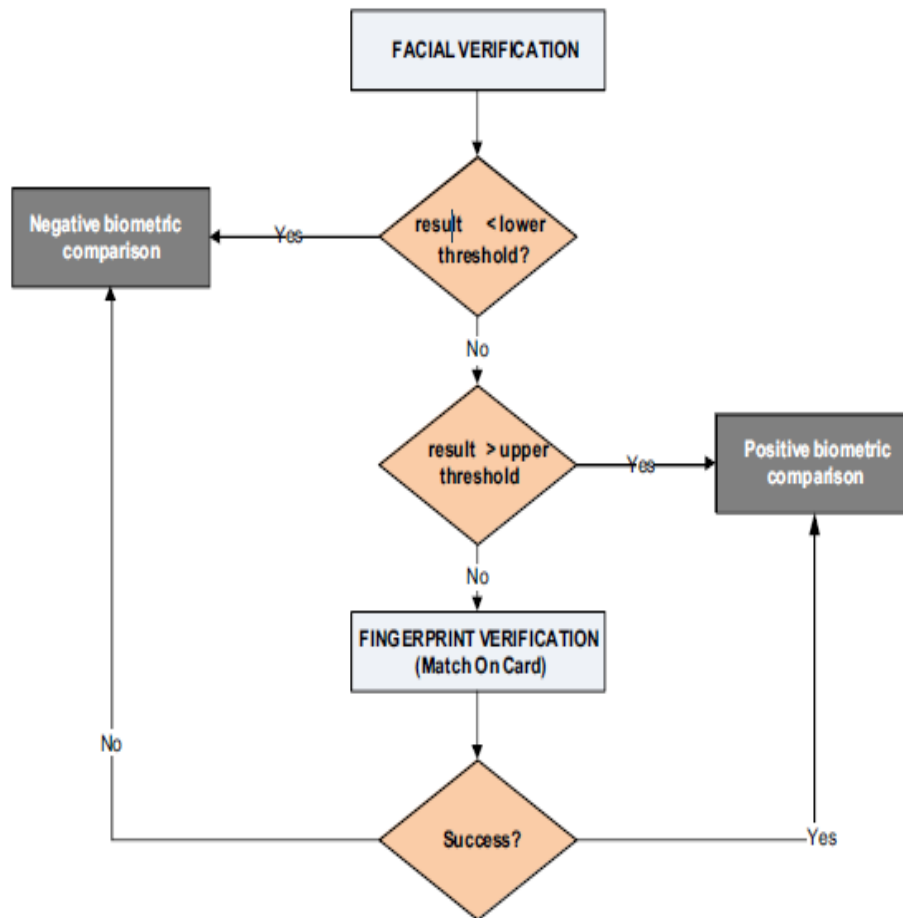 FACIAL VERIFICATION
result < lower
threshold?
Yes
Negative biometric
comparison
No
result > upper
threshold
Yes
Positive biometric
comparison
No
FINGERPRINT VERIFICATION
(Match On Card)
No
Success?
Yes